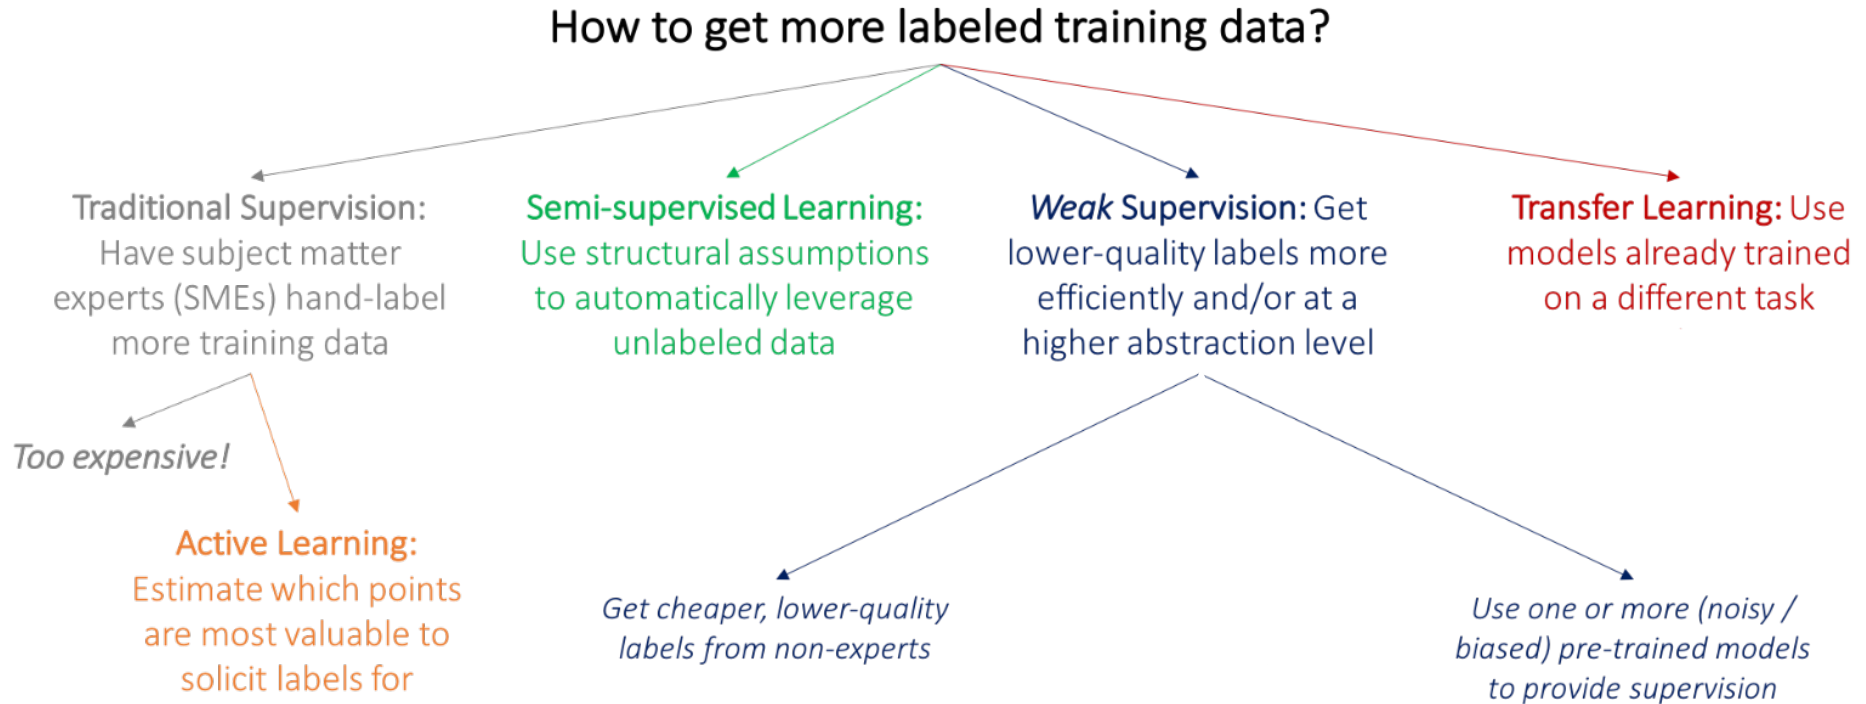 How to get more labeled training data?
Traditional Supervision:
Have subject matter
experts (SMEs) hand-label
more training data
Semi-supervised Learning:
Use structural assumptions
to automatically leverage
unlabeled data
Weak Supervision: Get
lower-quality labels more
efficiently and/or at a
higher abstraction level
Transfer Learning: Use
models already trained
on a different task
Too expensive!
Active Learning:
Estimate which points
are most valuable to
solicit labels for
Get cheaper, lower-quality
labels from non-experts
Use one or more (noisy /
biased) pre-trained models
to provide supervision